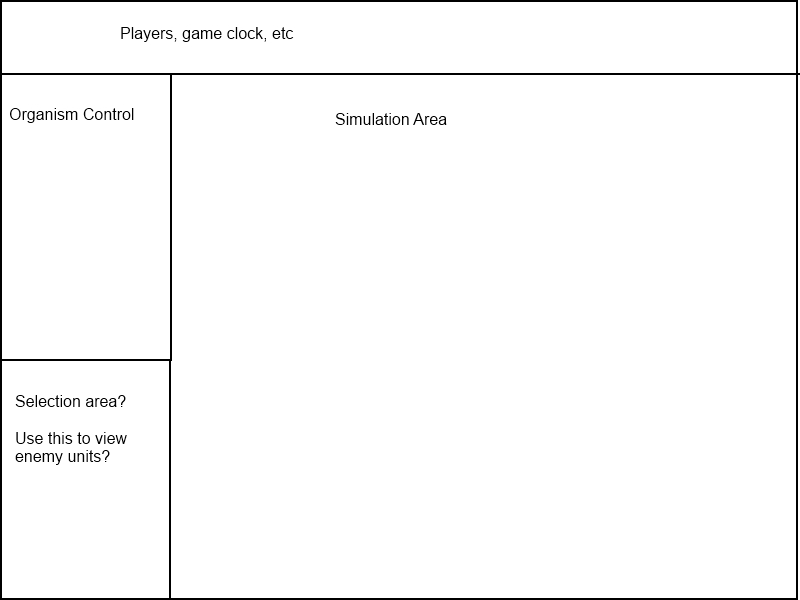 Players, game clock, etc
Organism Control
Simulation Area
Selection area?
Use this to view
enemy units?